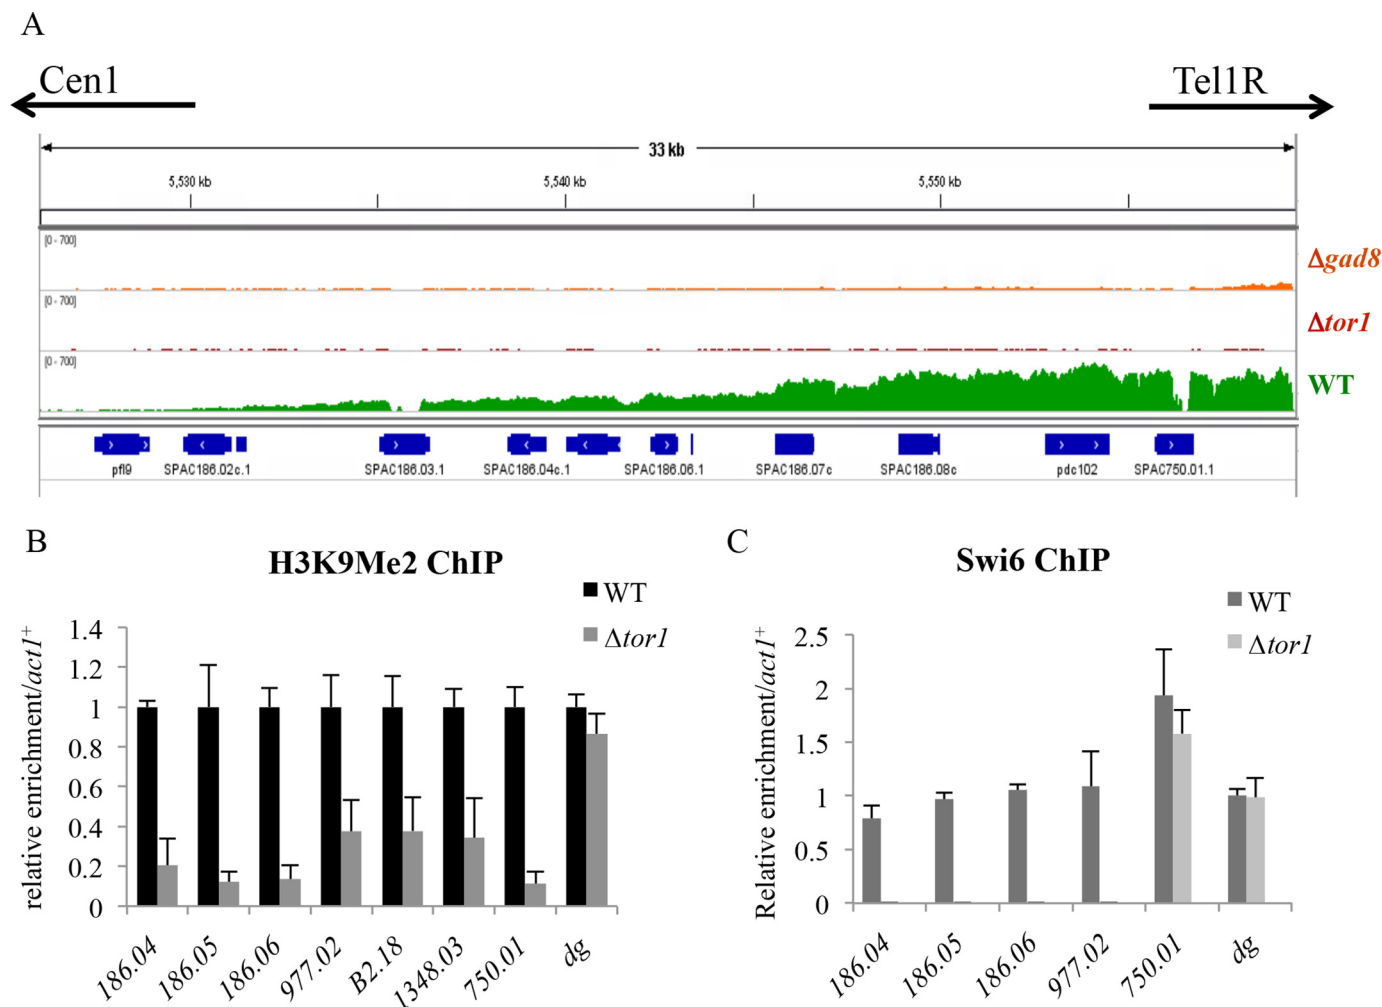 A
Cen1
Tel1R
33 kb
5,530 kb 5,540 kb 5,550 kb
[0 - 700]
Δgad8
[0 - 700]
Δtor1
[0 - 700]
WT
pfl9 SPAC186.02c.1 SPAC186.03.1 SPAC186.04c.1 SPAC186.06.1 SPAC186.07c SPAC186.08c pdc102 SPAC750.01.1
B
H3K9Me2 ChIP
WT
Δtor1
relative enrichment/act1+
1.4
1.2
1
0.8
0.6
0.4
0.2
0
186.04 186.05 186.06 977.02 B2.18 1348.03 750.01 dg
C
Swi6 ChIP
WT
Δtor1
Relative enrichment/act1+
2.5
2
1.5
1
0.5
0
186.04 186.05 186.06 977.02 750.01 dg